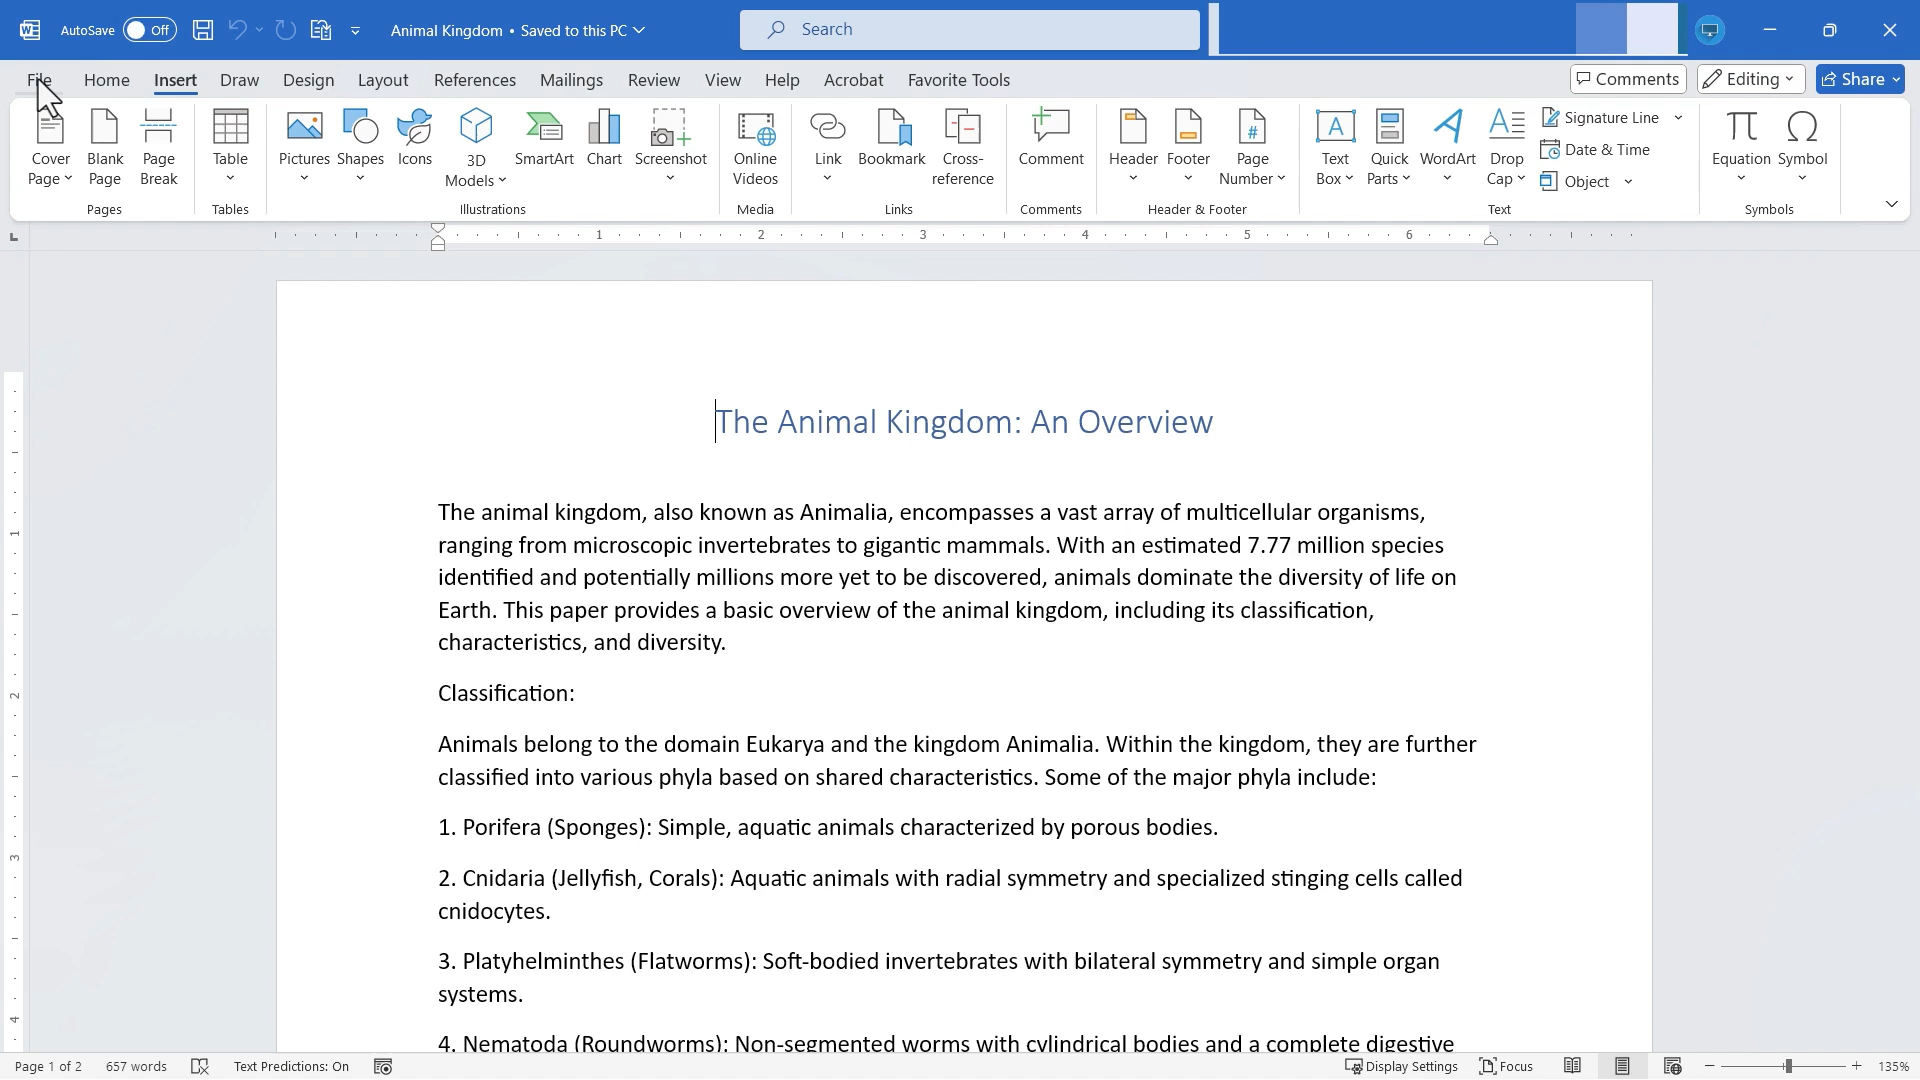 AutoSave Off Animal Kingdom • Saved to this PC Search
File Home Insert Draw Design Layout References Mailings Review View Help Acrobat Favorite Tools Comments Editing Share
Cover Page Blank Page Page Break Table Pictures Shapes Icons 3D Models SmartArt Chart Screenshot Online Videos Link Bookmark Cross-reference Comment Header Footer Page Number Text Box Quick Parts WordArt Drop Cap Signature Line Date & Time Object Equation Symbol
Pages Tables Illustrations Media Links Comments Header & Footer Text Symbols
1 2 3 4 5 6
The Animal Kingdom: An Overview
The animal kingdom, also known as Animalia, encompasses a vast array of multicellular organisms,
ranging from microscopic invertebrates to gigantic mammals. With an estimated 7.77 million species
identified and potentially millions more yet to be discovered, animals dominate the diversity of life on
Earth. This paper provides a basic overview of the animal kingdom, including its classification,
characteristics, and diversity.
Classification:
Animals belong to the domain Eukarya and the kingdom Animalia. Within the kingdom, they are further
classified into various phyla based on shared characteristics. Some of the major phyla include:
1. Porifera (Sponges): Simple, aquatic animals characterized by porous bodies.
2. Cnidaria (Jellyfish, Corals): Aquatic animals with radial symmetry and specialized stinging cells called
cnidocytes.
3. Platyhelminthes (Flatworms): Soft-bodied invertebrates with bilateral symmetry and simple organ
systems.
4. Nematoda (Roundworms): Non-segmented worms with cylindrical bodies and a complete digestive
1
2
3
4
Page 1 of 2 657 words Text Predictions: On Display Settings Focus 135%